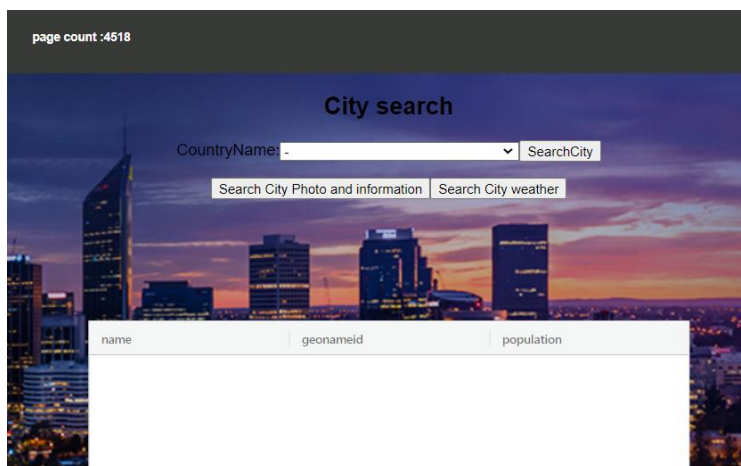 page count :4518
City search
CountryName: - SearchCity
Search City Photo and information Search City weather
name geonameid population